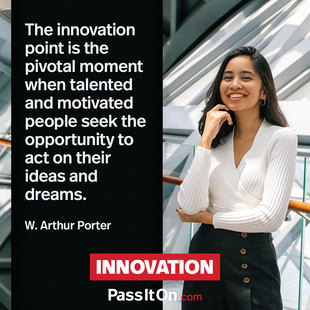 The innovation
point is the
pivotal moment
when talented
and motivated
people seek the
opportunity to
act on their
ideas and
dreams.
W. Arthur Porter
INNOVATION
PassItOn.com